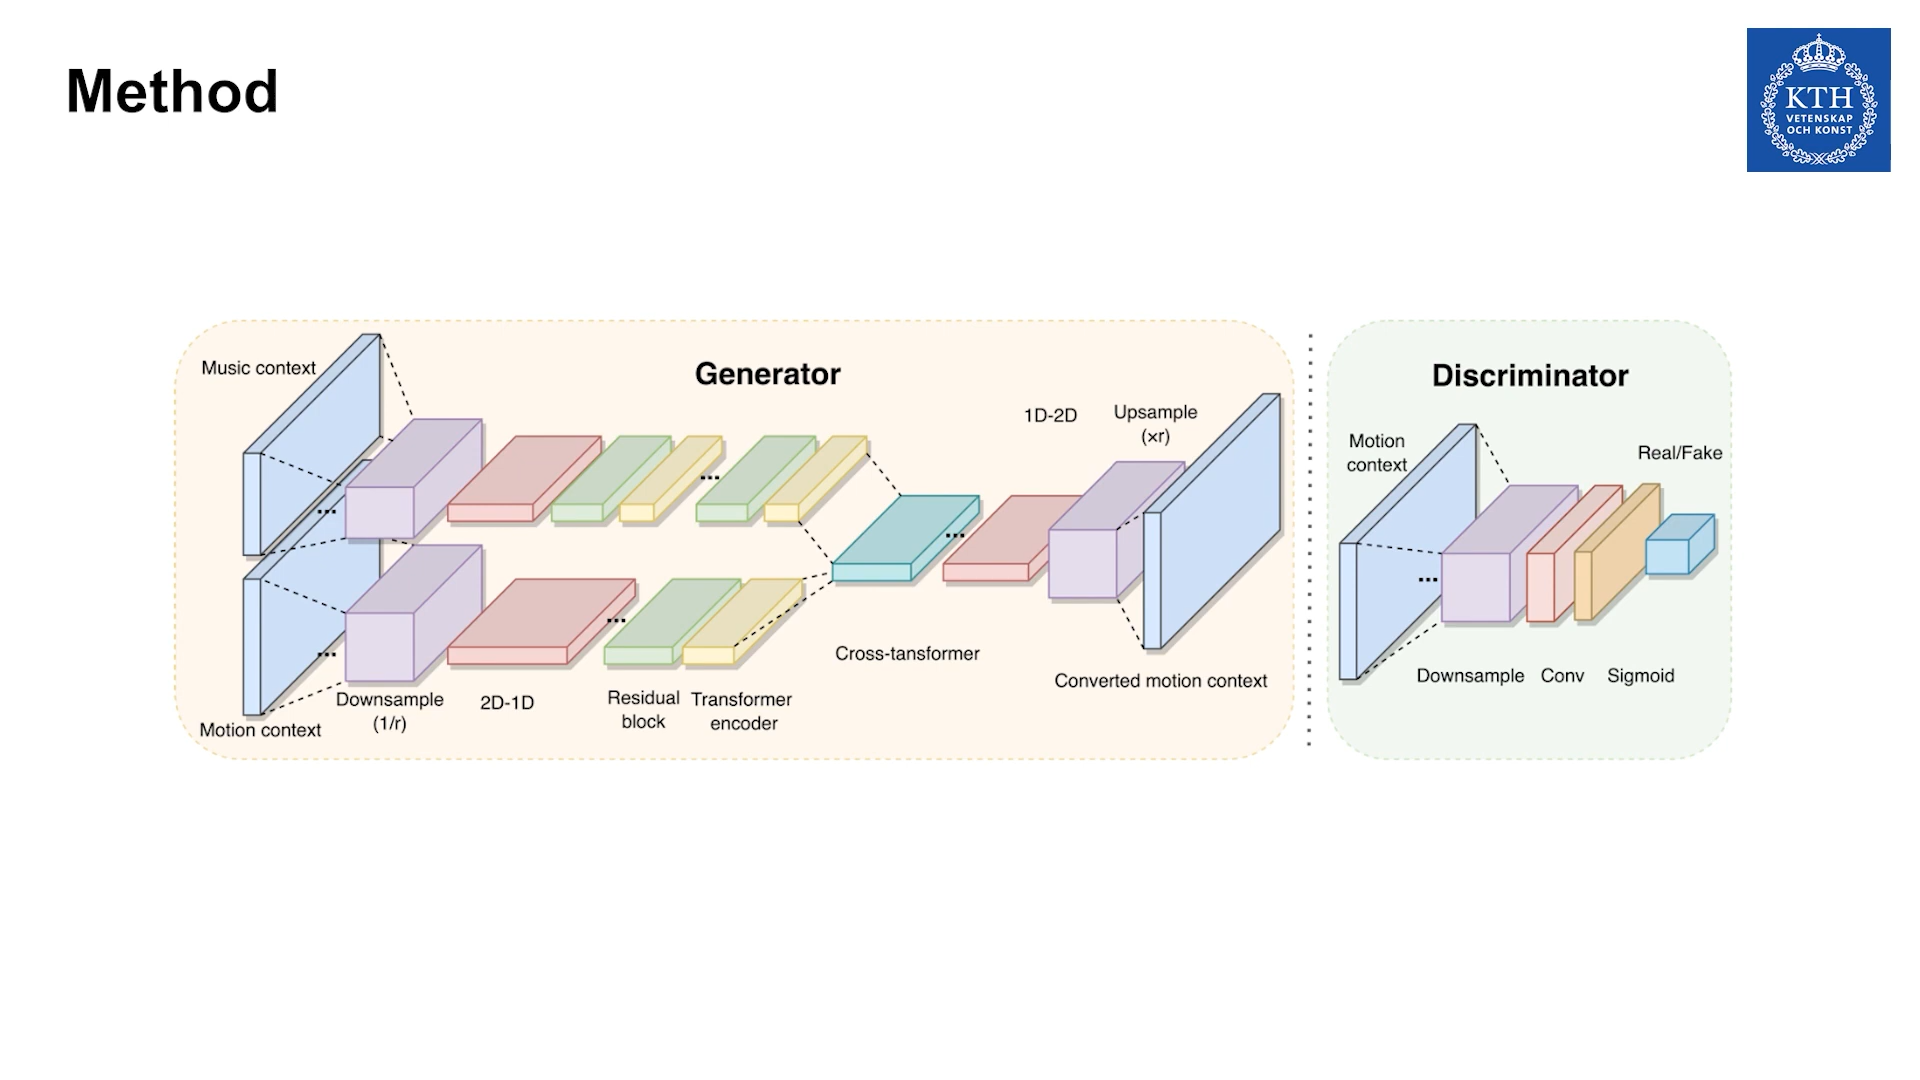 Method
KTH
VETENSKAP
OCH KONST
Generator
Music context
1D-2D
Upsample
(×r)
...
...
...
...
...
Cross-tansformer
Converted motion context
Downsample
(1/r)
2D-1D
Residual
block
Transformer
encoder
Motion context
Discriminator
Motion
context
Real/Fake
...
Downsample
Conv
Sigmoid